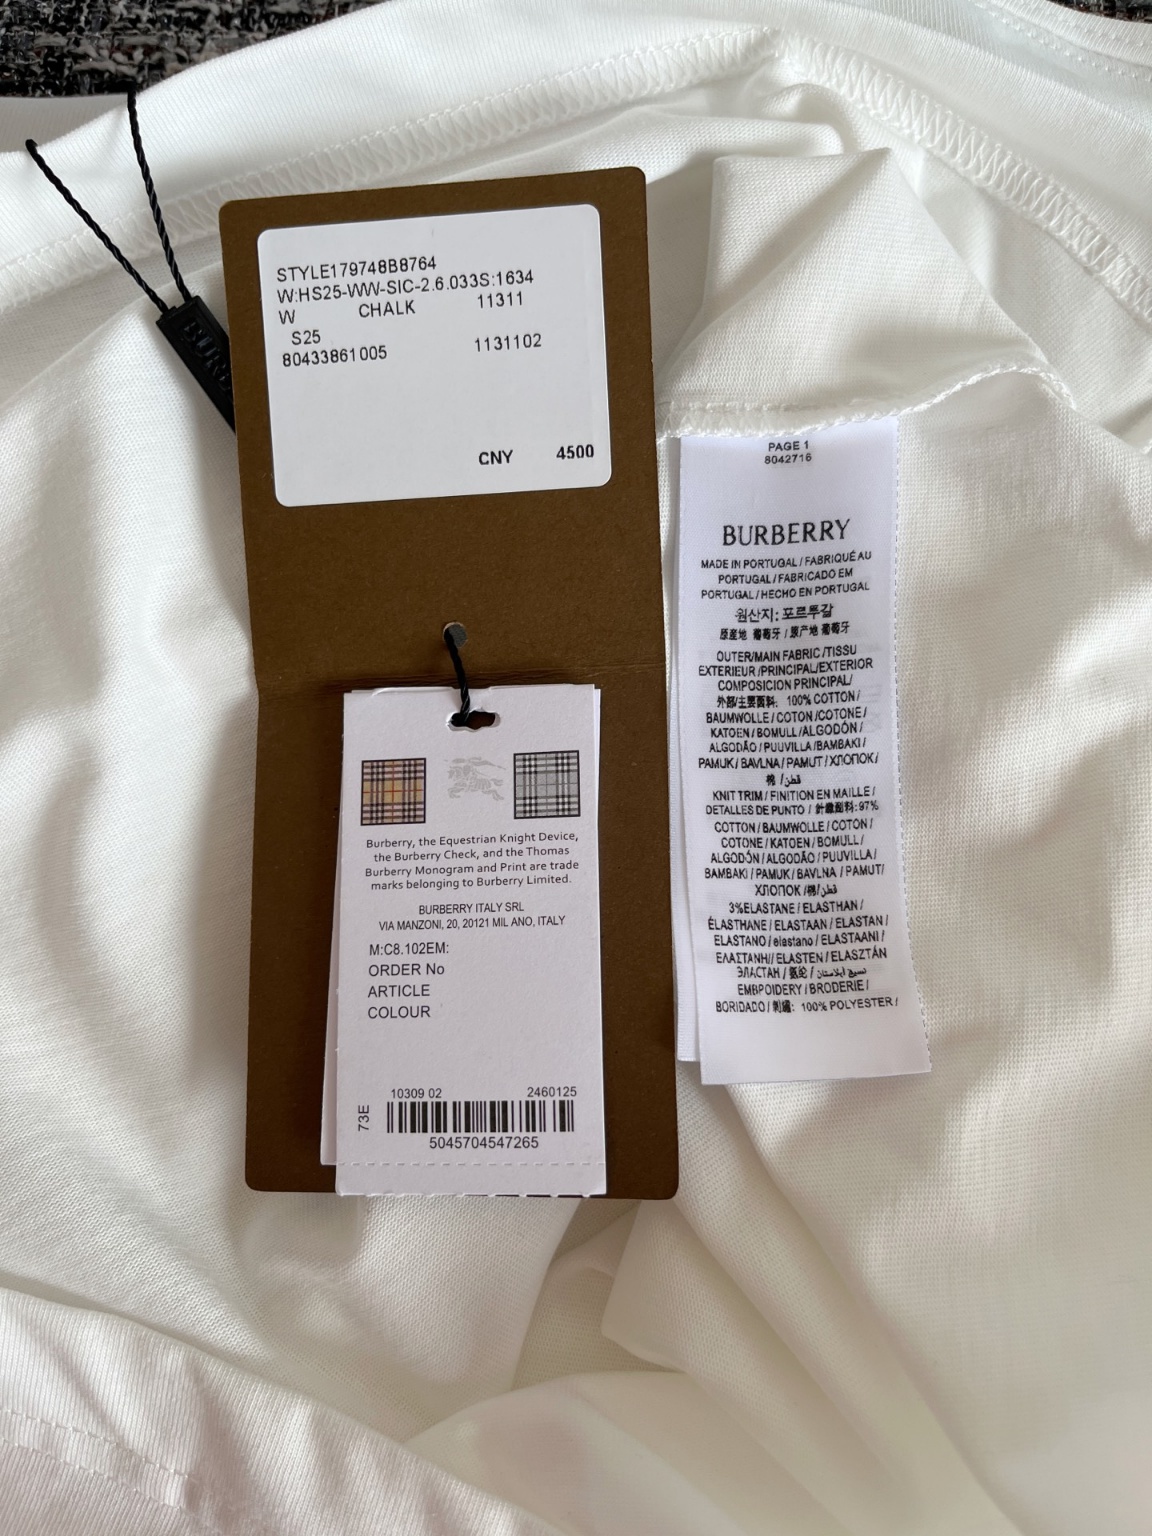 STYLE179748B8764
W:HS25-WW-SIC-2.6.033S:1634
W CHALK 11311
S25
80433861005 1131102
CNY 4500
BUR
Burberry, the Equestrian Knight Device,
the Burberry Check, and the Thomas
Burberry Monogram and Print are trade
marks belonging to Burberry Limited.
BURBERRY ITALY SRL
VIA MANZONI, 20, 20121 MIL ANO, ITALY
M:C8.102EM:
ORDER No
ARTICLE
COLOUR
10309 02 2460125
73E
5045704547265
PAGE 1
8042716
BURBERRY
MADE IN PORTUGAL / FABRIQUÉ AU
PORTUGAL / FABRICADO EM
PORTUGAL / HECHO EN PORTUGAL
원산지: 포르투갈
原産地 葡萄牙 / 原产地 葡萄牙
OUTER/MAIN FABRIC /TISSU
EXTERIEUR /PRINCIPAL/EXTERIOR
COMPOSICION PRINCIPAL/
外部/主要面料: 100% COTTON /
BAUMWOLLE / COTON /COTONE /
KATOEN / BOMULL /ALGODÓN /
ALGODÃO / PUUVILLA /BAMBAKI /
PAMUK / BAVLNA / PAMUT / ХЛОПОК /
棉 / قطن /
KNIT TRIM / FINITION EN MAILLE /
DETALLES DE PUNTO / 針織面料: 97%
COTTON / BAUMWOLLE / COTON /
COTONE / KATOEN / BOMULL /
ALGODÓN / ALGODÃO / PUUVILLA /
BAMBAKI / PAMUK / BAVLNA / PAMUT/
ХЛОПОК /棉/ قطن
3%ELASTANE / ELASTHAN /
ÉLASTHANE / ELASTAAN / ELASTAN /
ELASTANO / elastano / ELASTAANI /
ΕΛΑΣΤΑΝΗ// ELASTEN / ELASZTÁN
ЭЛАСТАН / 氨纶 / نسيج ايلاستان /
EMBPOIDERY / BRODERIE /
BORIDADO / 刺繡: 100% POLYESTER /